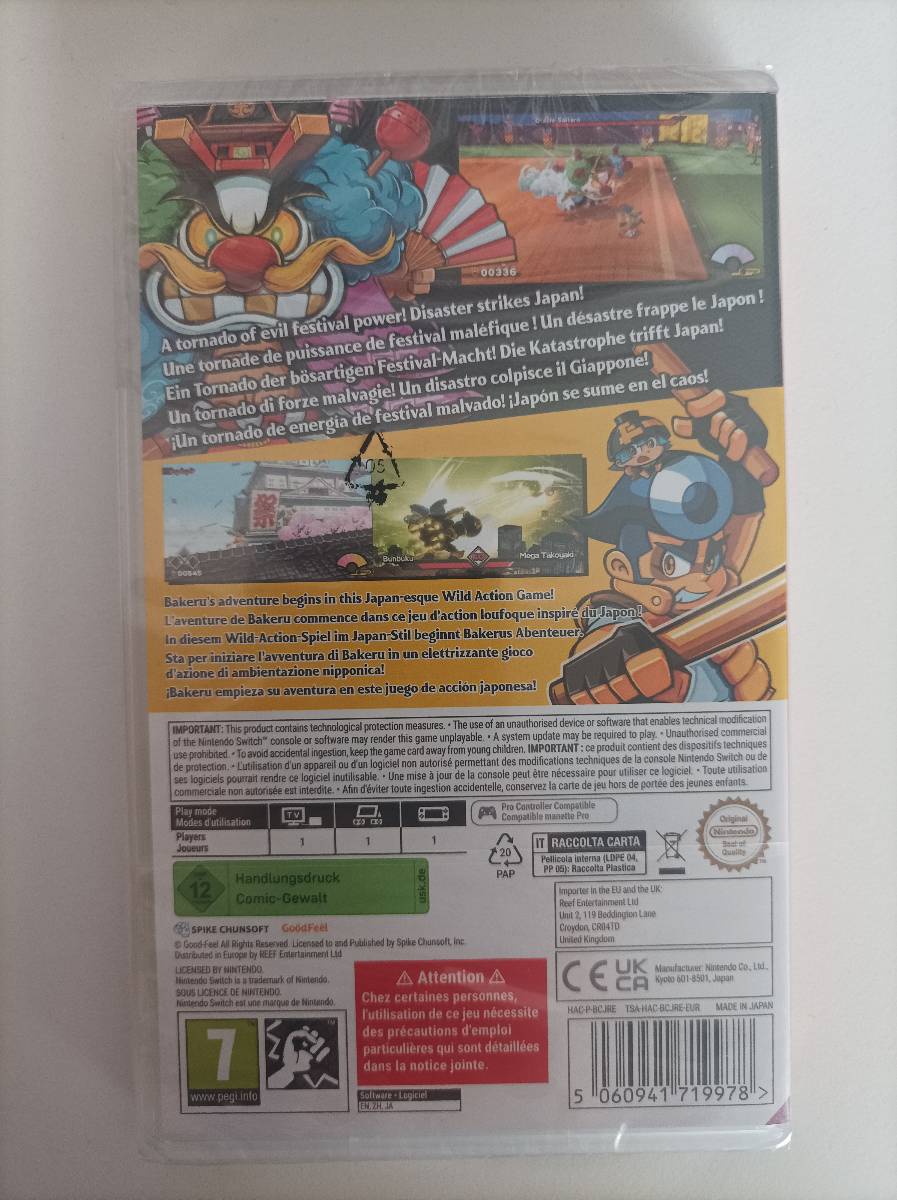 00336
A tornado of evil festival power! Disaster strikes Japan!
Une tornade de puissance de festival maléfique ! Un désastre frappe le Japon !
Ein Tornado der bösartigen Festival-Macht! Die Katastrophe trifft Japan!
Un tornado di forze malvagie! Un disastro colpisce il Giappone!
¡Un tornado de energía de festival malvado! ¡Japón se sume en el caos!
05
祭
00545
Bunbuku
Mega Takoyaki
Bakeru's adventure begins in this Japan-esque Wild Action Game!
L'aventure de Bakeru commence dans ce jeu d'action loufoque inspiré du Japon !
In diesem Wild-Action-Spiel im Japan-Stil beginnt Bakerus Abenteuer.
Sta per iniziare l'avventura di Bakeru in un elettrizzante gioco
d'azione di ambientazione nipponica!
¡Bakeru empieza su aventura en este juego de acción japonesa!
IMPORTANT: This product contains technological protection measures. • The use of an unauthorised device or software that enables technical modification
of the Nintendo Switch™ console or software may render this game unplayable. • A system update may be required to play. • Unauthorised commercial
use prohibited. • To avoid accidental ingestion, keep the game card away from young children. IMPORTANT : ce produit contient des dispositifs techniques
de protection. • L'utilisation d'un appareil ou d'un logiciel non autorisé permettant des modifications techniques de la console Nintendo Switch ou de
ses logiciels pourrait rendre ce logiciel inutilisable. • Une mise à jour de la console peut être nécessaire pour utiliser ce logiciel. • Toute utilisation
commerciale non autorisée est interdite. • Afin d'éviter toute ingestion accidentelle, conservez la carte de jeu hors de portée des jeunes enfants.
Play mode
Modes d'utilisation
TV
Pro Controller Compatible
Compatible manette Pro
Players
Joueurs
1
1
1
20
PAP
IT RACCOLTA CARTA
Pellicola interna (LDPE 04,
PP 05): Raccolta Plastica
Original
Nintendo
Seal of
Quality
TM
12
Handlungsdruck
Comic-Gewalt
usk.de
Importer in the EU and the UK:
Reef Entertainment Ltd
Unit 2, 119 Beddington Lane
Croydon, CR04TD
United Kingdom
SPIKE CHUNSOFT
GOODFEEL
© Good-Feel All Rights Reserved. Licensed to and Published by Spike Chunsoft, Inc.
Distributed in Europe by REEF Entertainment Ltd
LICENSED BY NINTENDO.
Nintendo Switch is a trademark of Nintendo.
SOUS LICENCE DE NINTENDO.
Nintendo Switch est une marque de Nintendo.
CE UK CA
Manufacturer: Nintendo Co., Ltd.,
Kyoto 601-8501, Japan
HAC-P-BCJRE TSA-HAC-BCJRE-EUR MADE IN JAPAN
Attention
Chez certaines personnes,
l'utilisation de ce jeu nécessite
des précautions d'emploi
particulières qui sont détaillées
dans la notice jointe.
7
www.pegi.info
Software • Logiciel
EN, ZH, JA
5 060941 719978 >